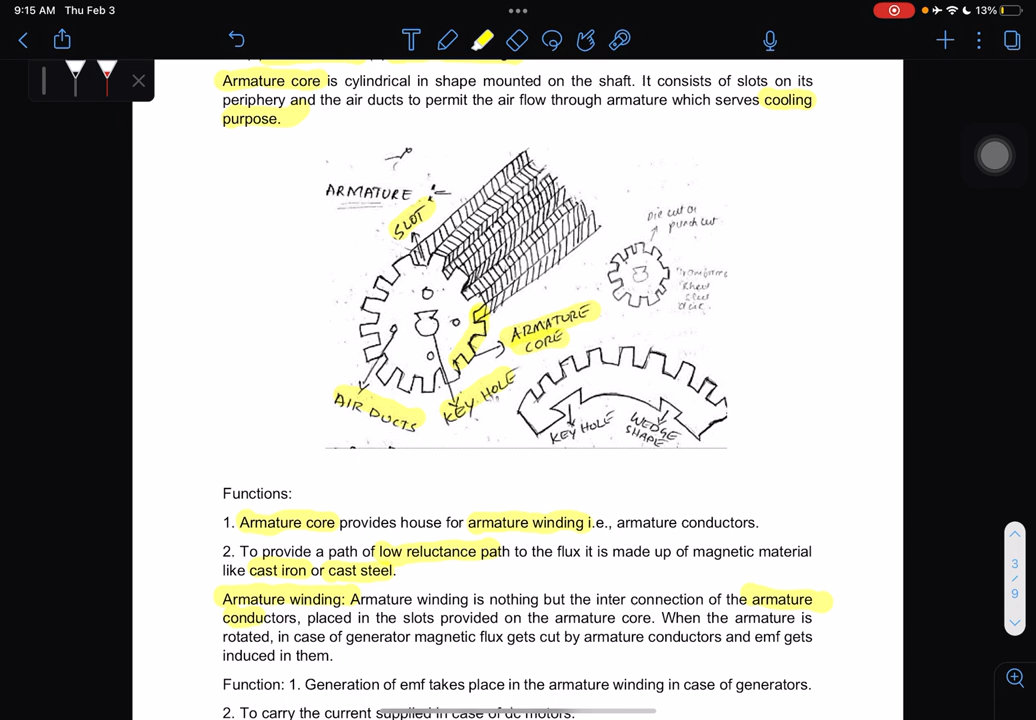 9:15 AM Thu Feb 3
13%
Armature core is cylindrical in shape mounted on the shaft. It consists of slots on its
periphery and the air ducts to permit the air flow through armature which serves cooling
purpose.
ARMATURE
SLOT
Die cut or
punch cut
ARMATURE
CORE
AIR DUCTS
KEY HOLE
KEY HOLE
WEDGE
SHAPE
Functions:
1. Armature core provides house for armature winding i.e., armature conductors.
2. To provide a path of low reluctance path to the flux it is made up of magnetic material
like cast iron or cast steel.
Armature winding: Armature winding is nothing but the inter connection of the armature
conductors, placed in the slots provided on the armature core. When the armature is
rotated, in case of generator magnetic flux gets cut by armature conductors and emf gets
induced in them.
Function: 1. Generation of emf takes place in the armature winding in case of generators.
2. To carry the current supplied in case of dc motors.
3
/
9